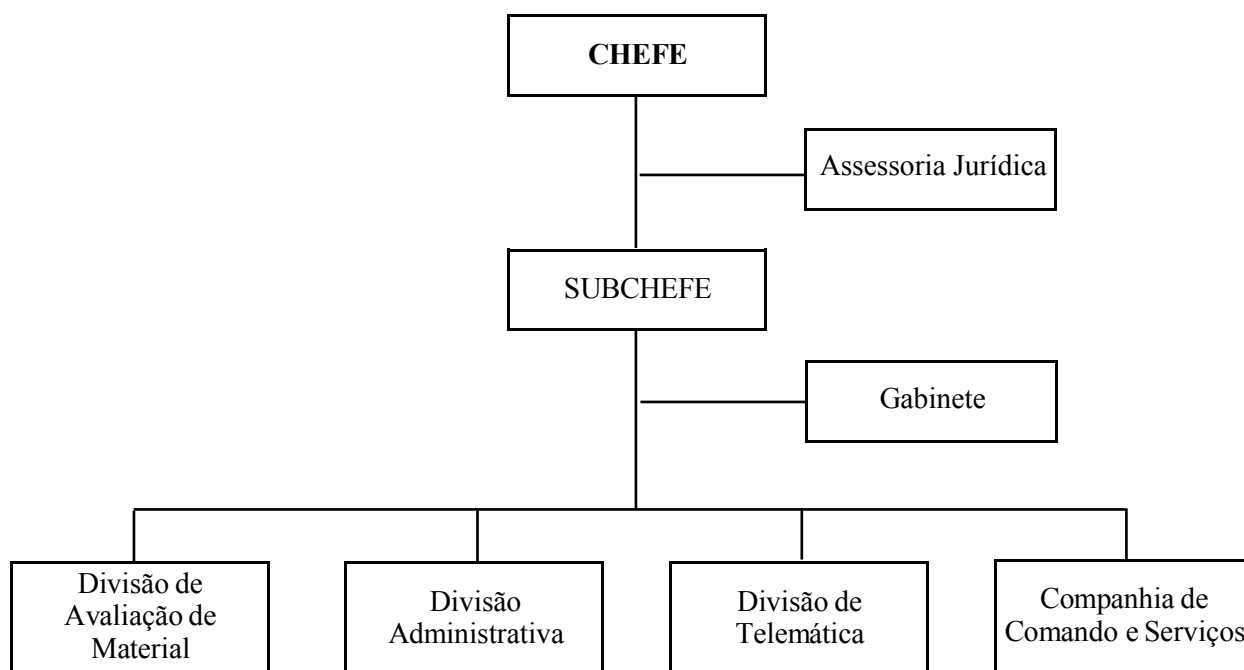 CHEFE
Assessoria Jurídica
SUBCHEFE
Gabinete
Divisão de
Avaliação de
Material
Divisão
Administrativa
Divisão de
Telemática
Companhia de
Comando e Serviços